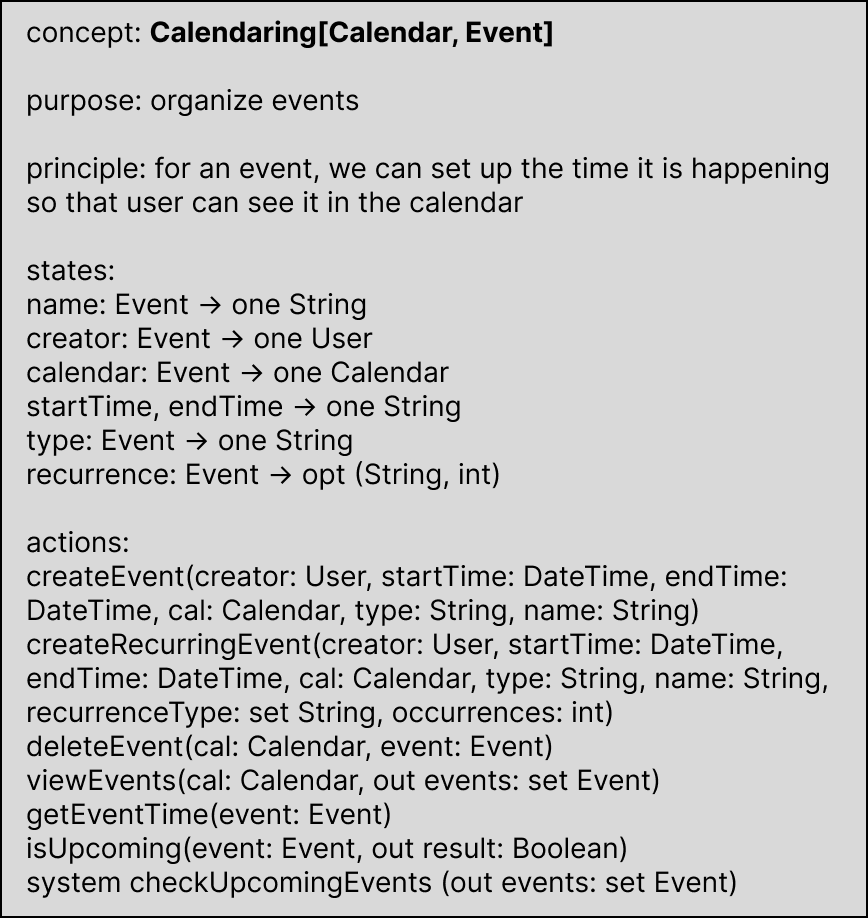 concept: Calendaring[Calendar, Event]
purpose: organize events
principle: for an event, we can set up the time it is happening
so that user can see it in the calendar
states:
name: Event → one String
creator: Event → one User
calendar: Event → one Calendar
startTime, endTime → one String
type: Event → one String
recurrence: Event → opt (String, int)
actions:
createEvent(creator: User, startTime: DateTime, endTime:
DateTime, cal: Calendar, type: String, name: String)
createRecurringEvent(creator: User, startTime: DateTime,
endTime: DateTime, cal: Calendar, type: String, name: String,
recurrenceType: set String, occurrences: int)
deleteEvent(cal: Calendar, event: Event)
viewEvents(cal: Calendar, out events: set Event)
getEventTime(event: Event)
isUpcoming(event: Event, out result: Boolean)
system checkUpcomingEvents (out events: set Event)